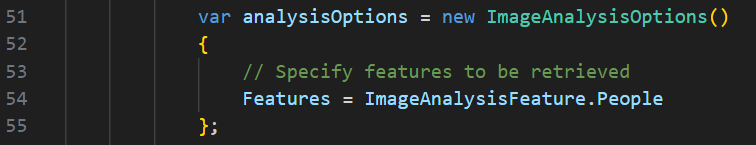 51 var analysisOptions = new ImageAnalysisOptions()
52 {
53 // Specify features to be retrieved
54 Features = ImageAnalysisFeature.People
55 };